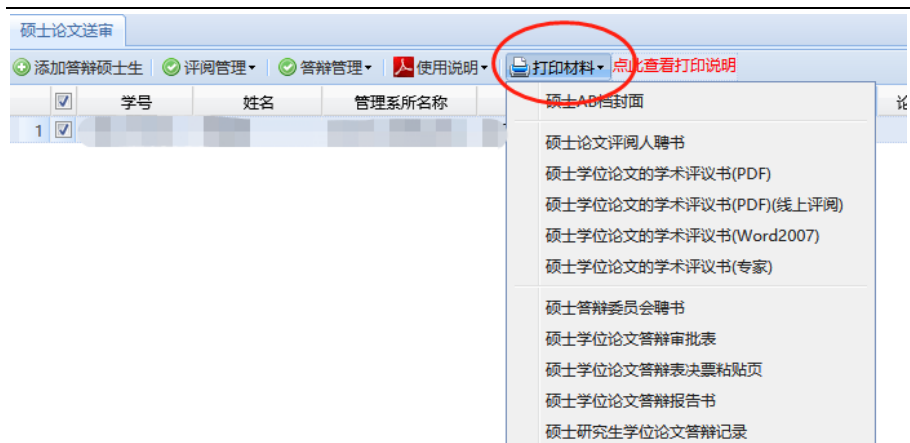 硕士论文送审
添加答辩硕士生 评阅管理 答辩管理 使用说明 打印材料 点此查看打印说明
学号 姓名 管理系所名称
1
硕士AB档封面
硕士论文评阅人聘书
硕士学位论文的学术评议书(PDF)
硕士学位论文的学术评议书(PDF)(线上评阅)
硕士学位论文的学术评议书(Word2007)
硕士学位论文的学术评议书(专家)
硕士答辩委员会聘书
硕士学位论文答辩审批表
硕士学位论文答辩表决票粘贴页
硕士学位论文答辩报告书
硕士研究生学位论文答辩记录